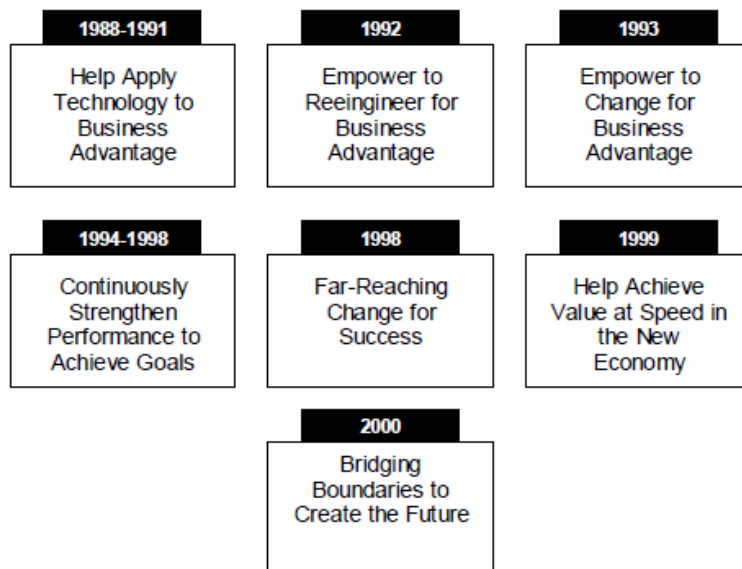 1988-1991
Help Apply
Technology to
Business
Advantage
1992
Empower to
Reeingineer for
Business
Advantage
1993
Empower to
Change for
Business
Advantage
1994-1998
Continuously
Strengthen
Performance to
Achieve Goals
1998
Far-Reaching
Change for
Success
1999
Help Achieve
Value at Speed in
the New
Economy
2000
Bridging
Boundaries to
Create the Future